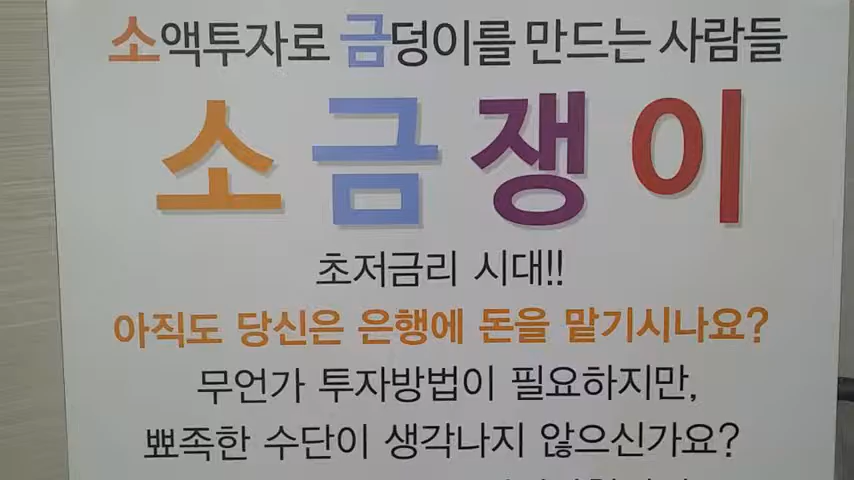 소액투자로 금덩이를 만드는 사람들
소금쟁이
초저금리 시대!!
아직도 당신은 은행에 돈을 맡기시나요?
무언가 투자방법이 필요하지만,
뾰족한 수단이 생각나지 않으신가요?